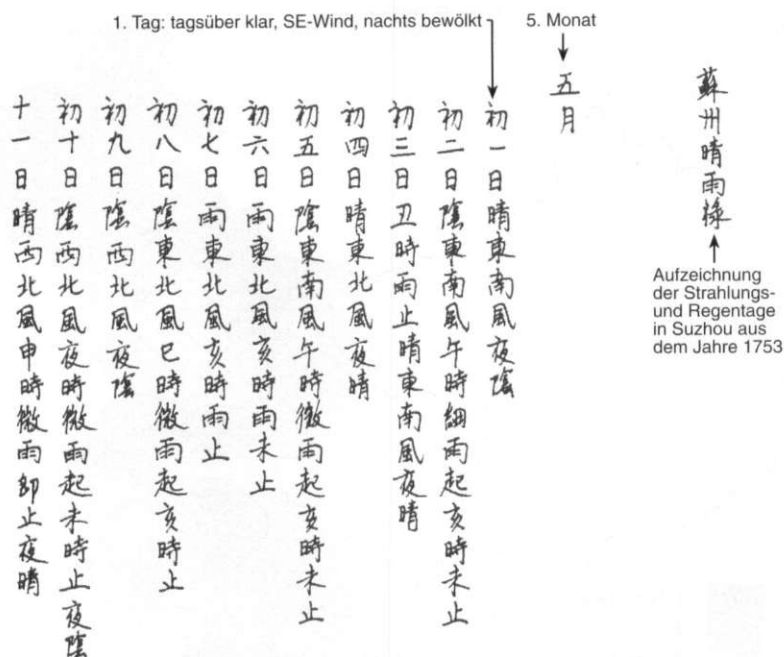 1. Tag: tagsüber klar, SE-Wind, nachts bewölkt
5. Monat
蘇州晴雨祿
Aufzeichnung
der Strahlungs-
und Regentage
in Suzhou aus
dem Jahre 1753
五月
初一日晴東南風夜陰
初二日陰東南風午時細雨起亥時未止
初三日丑時雨止晴東南風夜晴
初四日晴東北風夜晴
初五日陰東南風午時微雨起亥時未止
初六日雨東北風亥時雨未止
初七日雨東北風亥時雨止
初八日陰東北風巳時微雨起亥時止
初九日陰西北風夜陰
初十日陰西北風夜時微雨起未時止夜陰
十一日晴西北風申時微雨即止夜晴